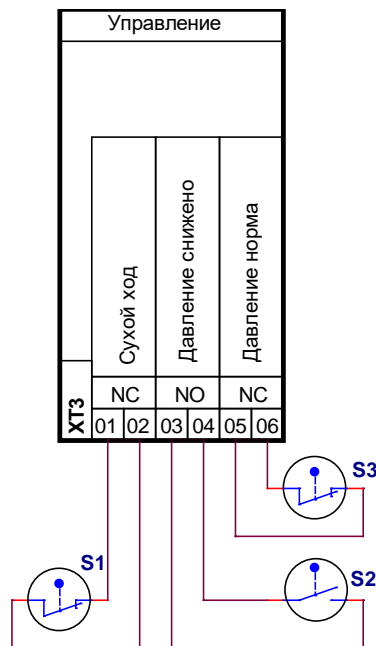 Управление
Сухой ход
Давление снижено
Давление норма
NC NO NC
XT3
01 02 03 04 05 06
S3
S1
S2